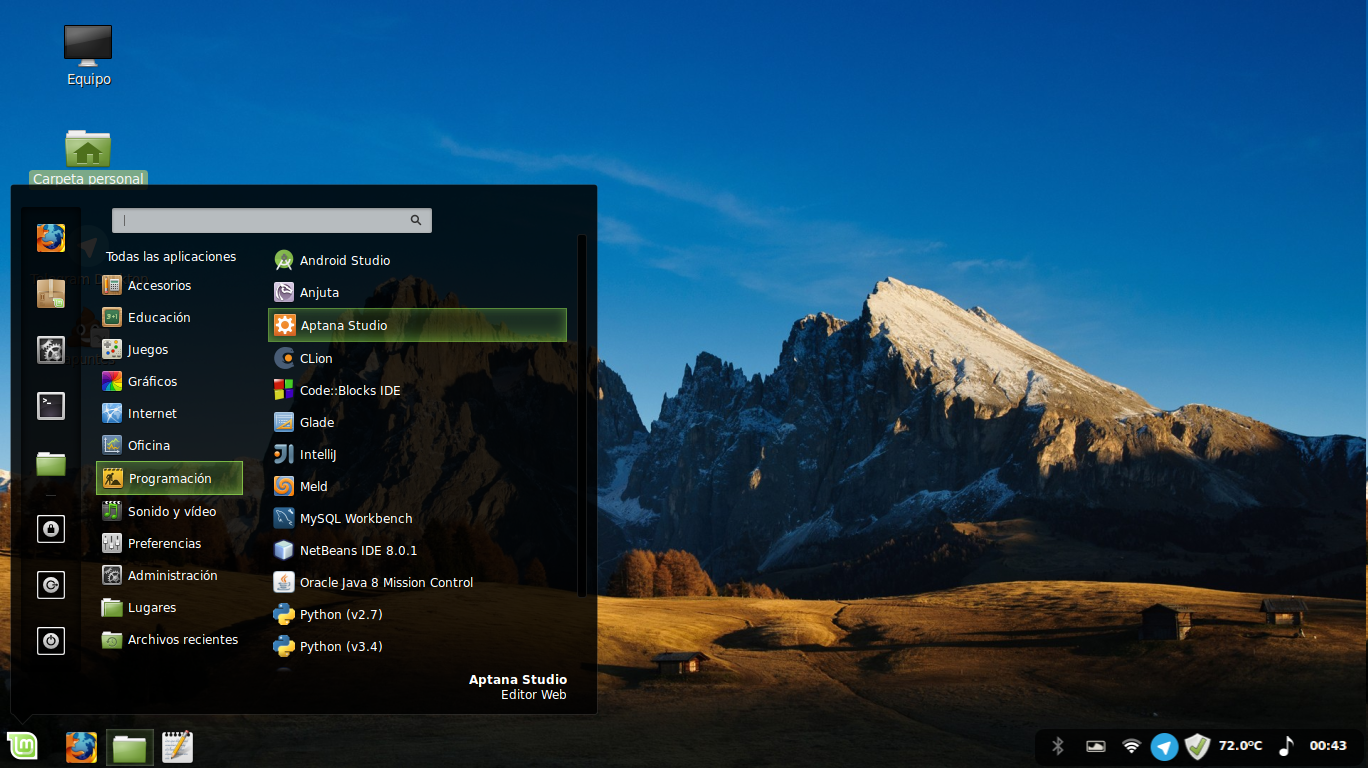 Equipo
Carpeta personal
Todas las aplicaciones
Accesorios
Educación
Juegos
Gráficos
Internet
Oficina
Programación
Sonido y vídeo
Preferencias
Administración
Lugares
Archivos recientes
Android Studio
Anjuta
Aptana Studio
CLion
Code::Blocks IDE
Glade
IntelliJ
Meld
MySQL Workbench
NetBeans IDE 8.0.1
Oracle Java 8 Mission Control
Python (v2.7)
Python (v3.4)
Aptana Studio
Editor Web
72.0ºC
00:43